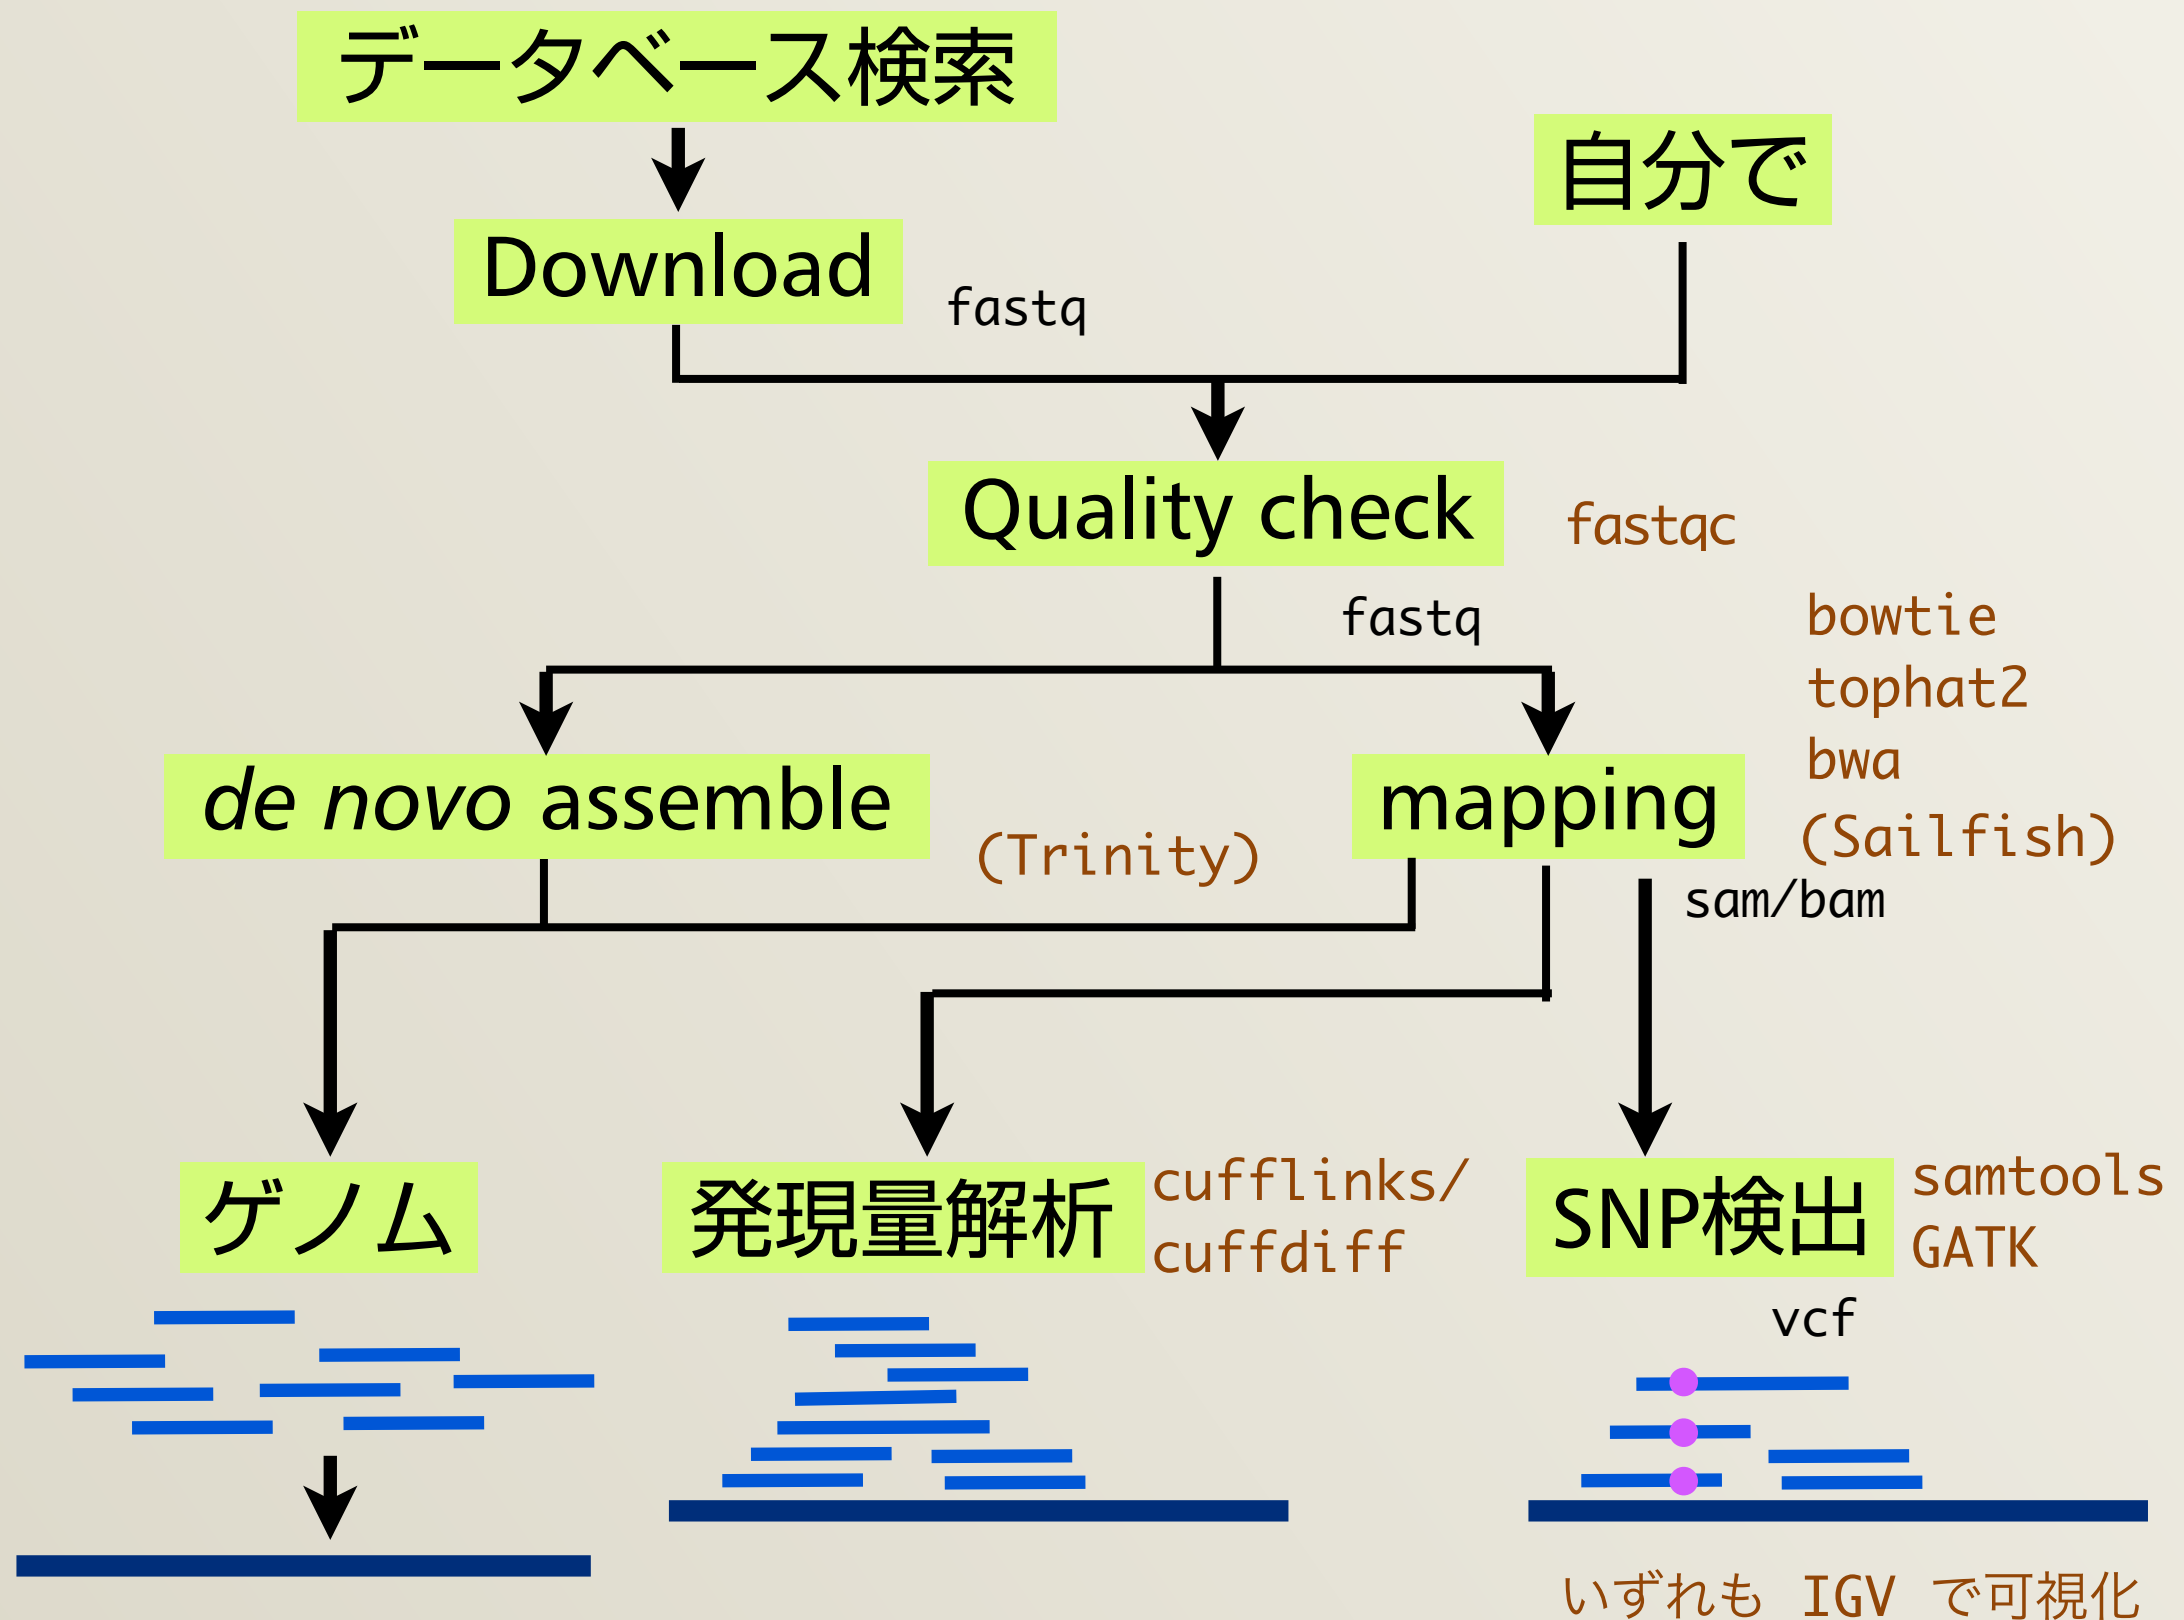 データベース検索
自分で
Download
fastq
Quality check
fastqc
fastq
bowtie
tophat2
bwa
(Sailfish)
de novo assemble
(Trinity)
mapping
sam/bam
ゲノム
発現量解析
cufflinks/
cuffdiff
SNP検出
samtools
GATK
vcf
いずれも IGV で可視化